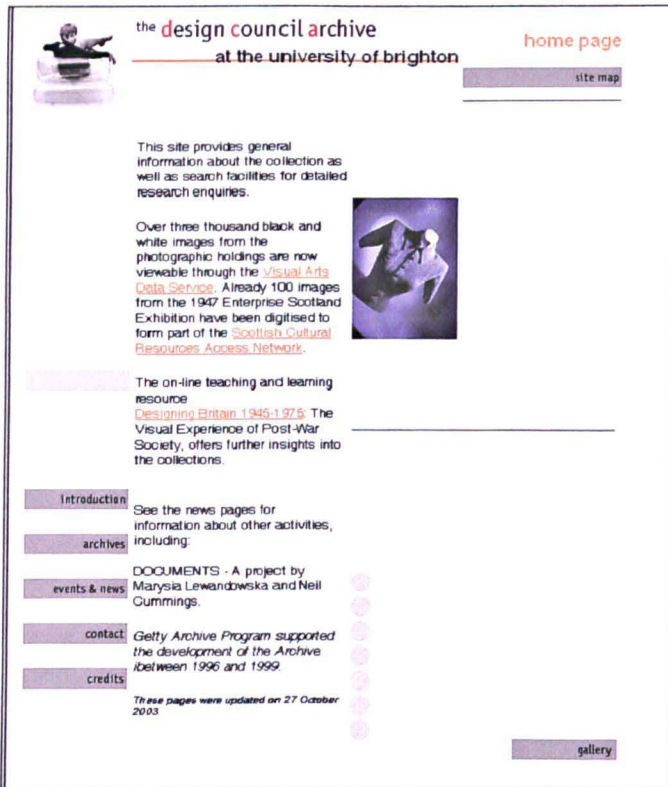 the design council archive
at the university of brighton
home page
site map
This site provides general
information about the collection as
well as search facilities for detailed
research enquiries.
Over three thousand black and
white images from the
photographic holdings are now
viewable through the Visual Arts
Data Service. Already 100 images
from the 1947 Enterprise Scotland
Exhibition have been digitised to
form part of the Scottish Cultural
Resources Access Network.
The on-line teaching and learning
resource
Designing Britain 1945-1975: The
Visual Experience of Post-War
Society, offers further insights into
the collections.
introduction
archives
events & news
contact
credits
See the news pages for
information about other activities,
including:
DOCUMENTS - A project by
Marysia Lewandowska and Neil
Cummings.
Getty Archive Program supported
the development of the Archive
ibetween 1996 and 1999.
These pages were updated on 27 October
2003
gallery